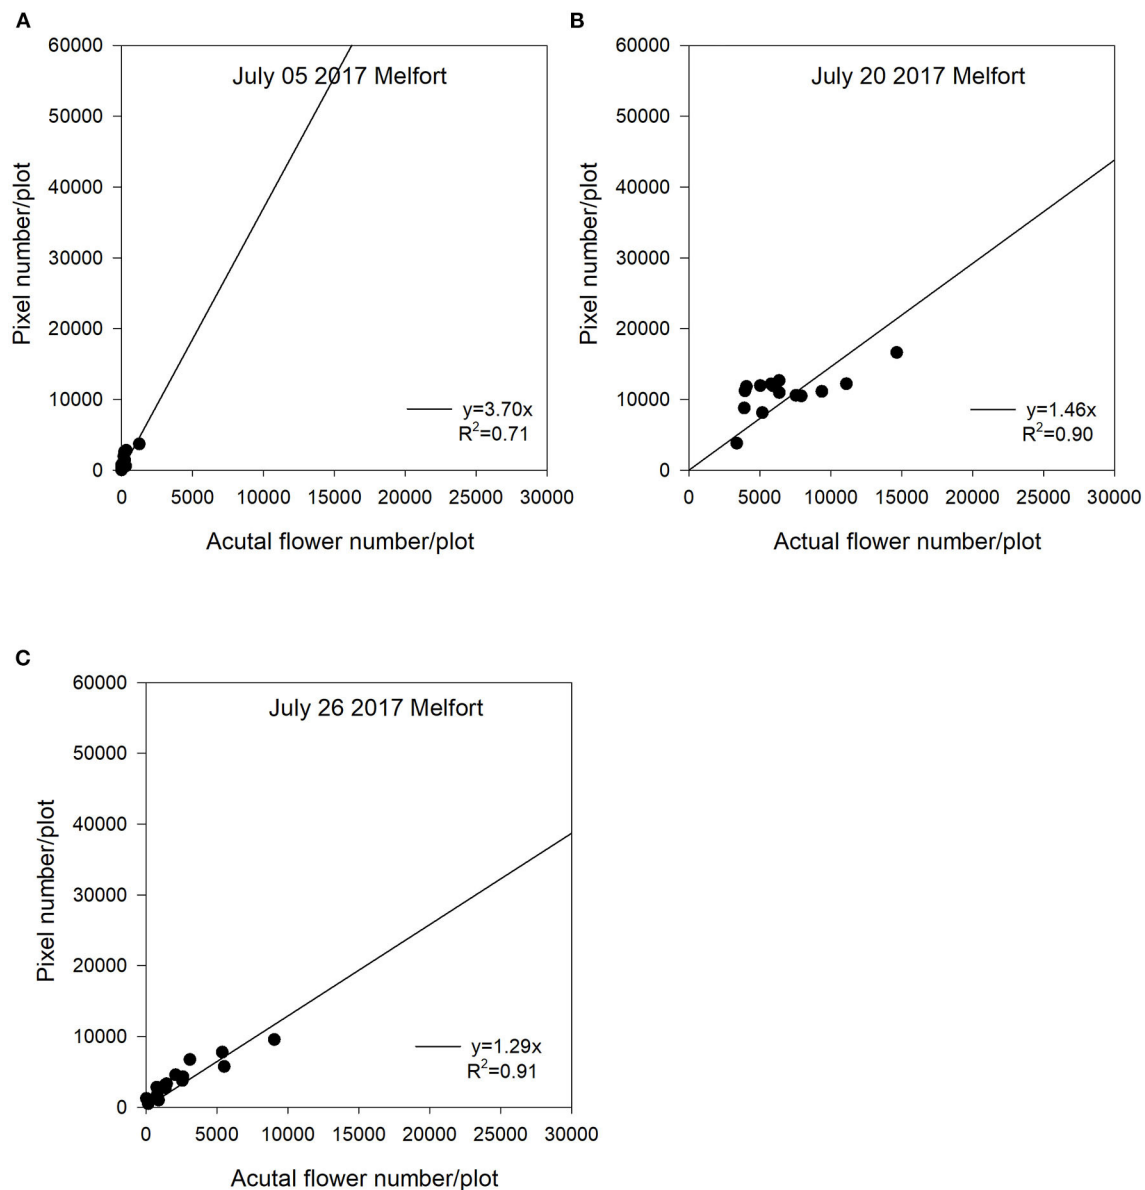 A
60000
50000
40000
30000
20000
10000
0
Pixel number/plot
July 05 2017 Melfort
y=3.70x
R²=0.71
0 5000 10000 15000 20000 25000 30000
Acutal flower number/plot
B
60000
50000
40000
30000
20000
10000
0
Pixel number/plot
July 20 2017 Melfort
y=1.46x
R²=0.90
0 5000 10000 15000 20000 25000 30000
Actual flower number/plot
C
60000
50000
40000
30000
20000
10000
0
Pixel number/plot
July 26 2017 Melfort
y=1.29x
R²=0.91
0 5000 10000 15000 20000 25000 30000
Acutal flower number/plot